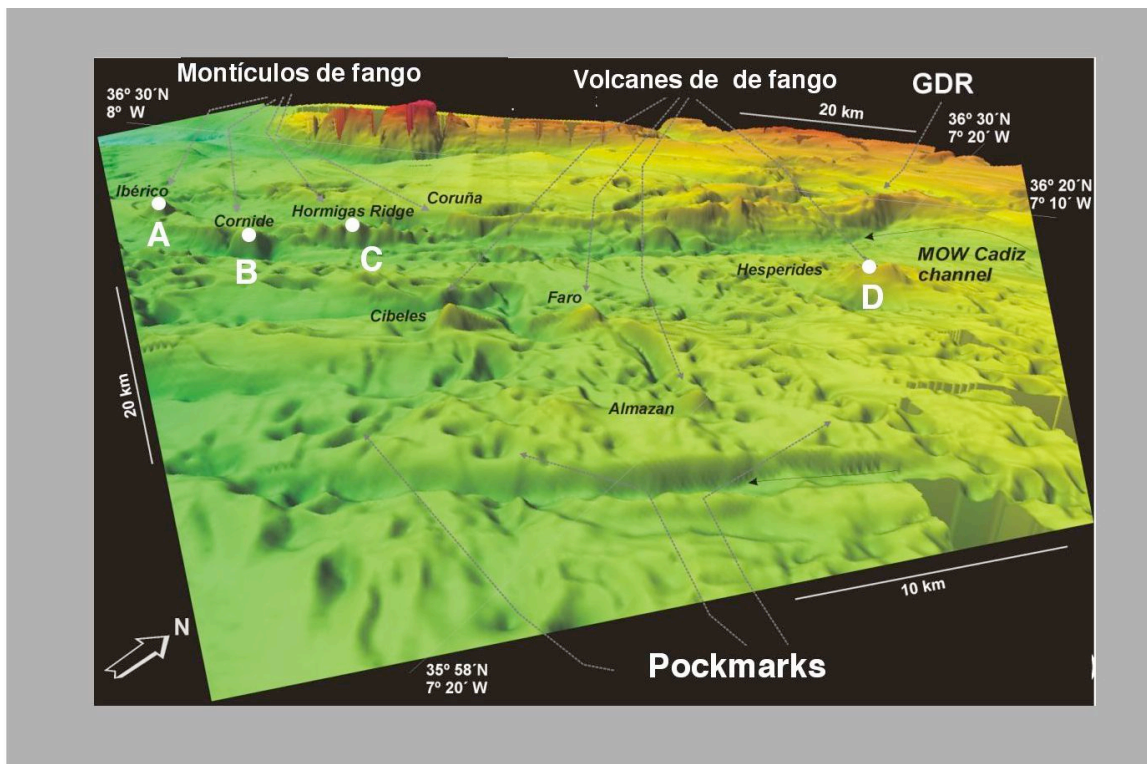 Montículos de fango
Volcanes de de fango
GDR
36º 30´N
8º W
20 km
36º 30´N
7º 20´ W
36º 20´N
7º 10´ W
Ibérico
A
Cornide
B
Hormigas Ridge
C
Coruña
Hesperides
D
MOW Cadiz
channel
Cibeles
Faro
Almazan
20 km
10 km
N
35º 58´N
7º 20´ W
Pockmarks